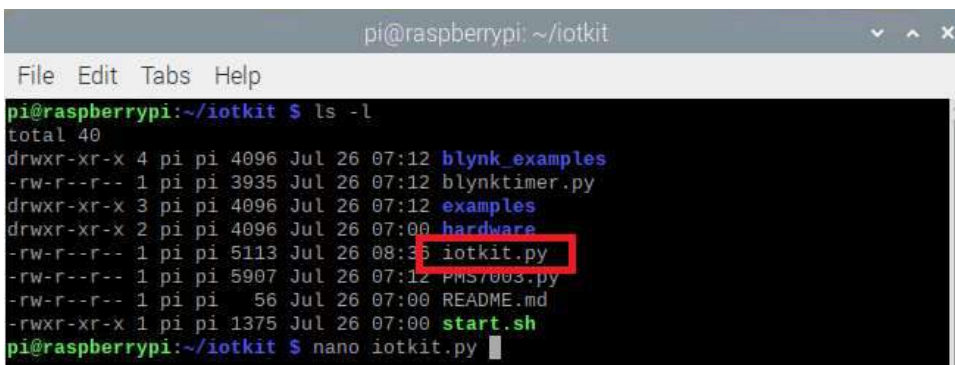 pi@raspberrypi: ~/iotkit
File Edit Tabs Help
pi@raspberrypi:~/iotkit $ ls -l
total 40
drwxr-xr-x 4 pi pi 4096 Jul 26 07:12 blynk_examples
-rw-r--r-- 1 pi pi 3935 Jul 26 07:12 blynktimer.py
drwxr-xr-x 3 pi pi 4096 Jul 26 07:12 examples
drwxr-xr-x 2 pi pi 4096 Jul 26 07:00 hardware
-rw-r--r-- 1 pi pi 5113 Jul 26 08:36 iotkit.py
-rw-r--r-- 1 pi pi 5907 Jul 26 07:12 PMS7003.py
-rw-r--r-- 1 pi pi 56 Jul 26 07:00 README.md
-rwxr-xr-x 1 pi pi 1375 Jul 26 07:00 start.sh
pi@raspberrypi:~/iotkit $ nano iotkit.py